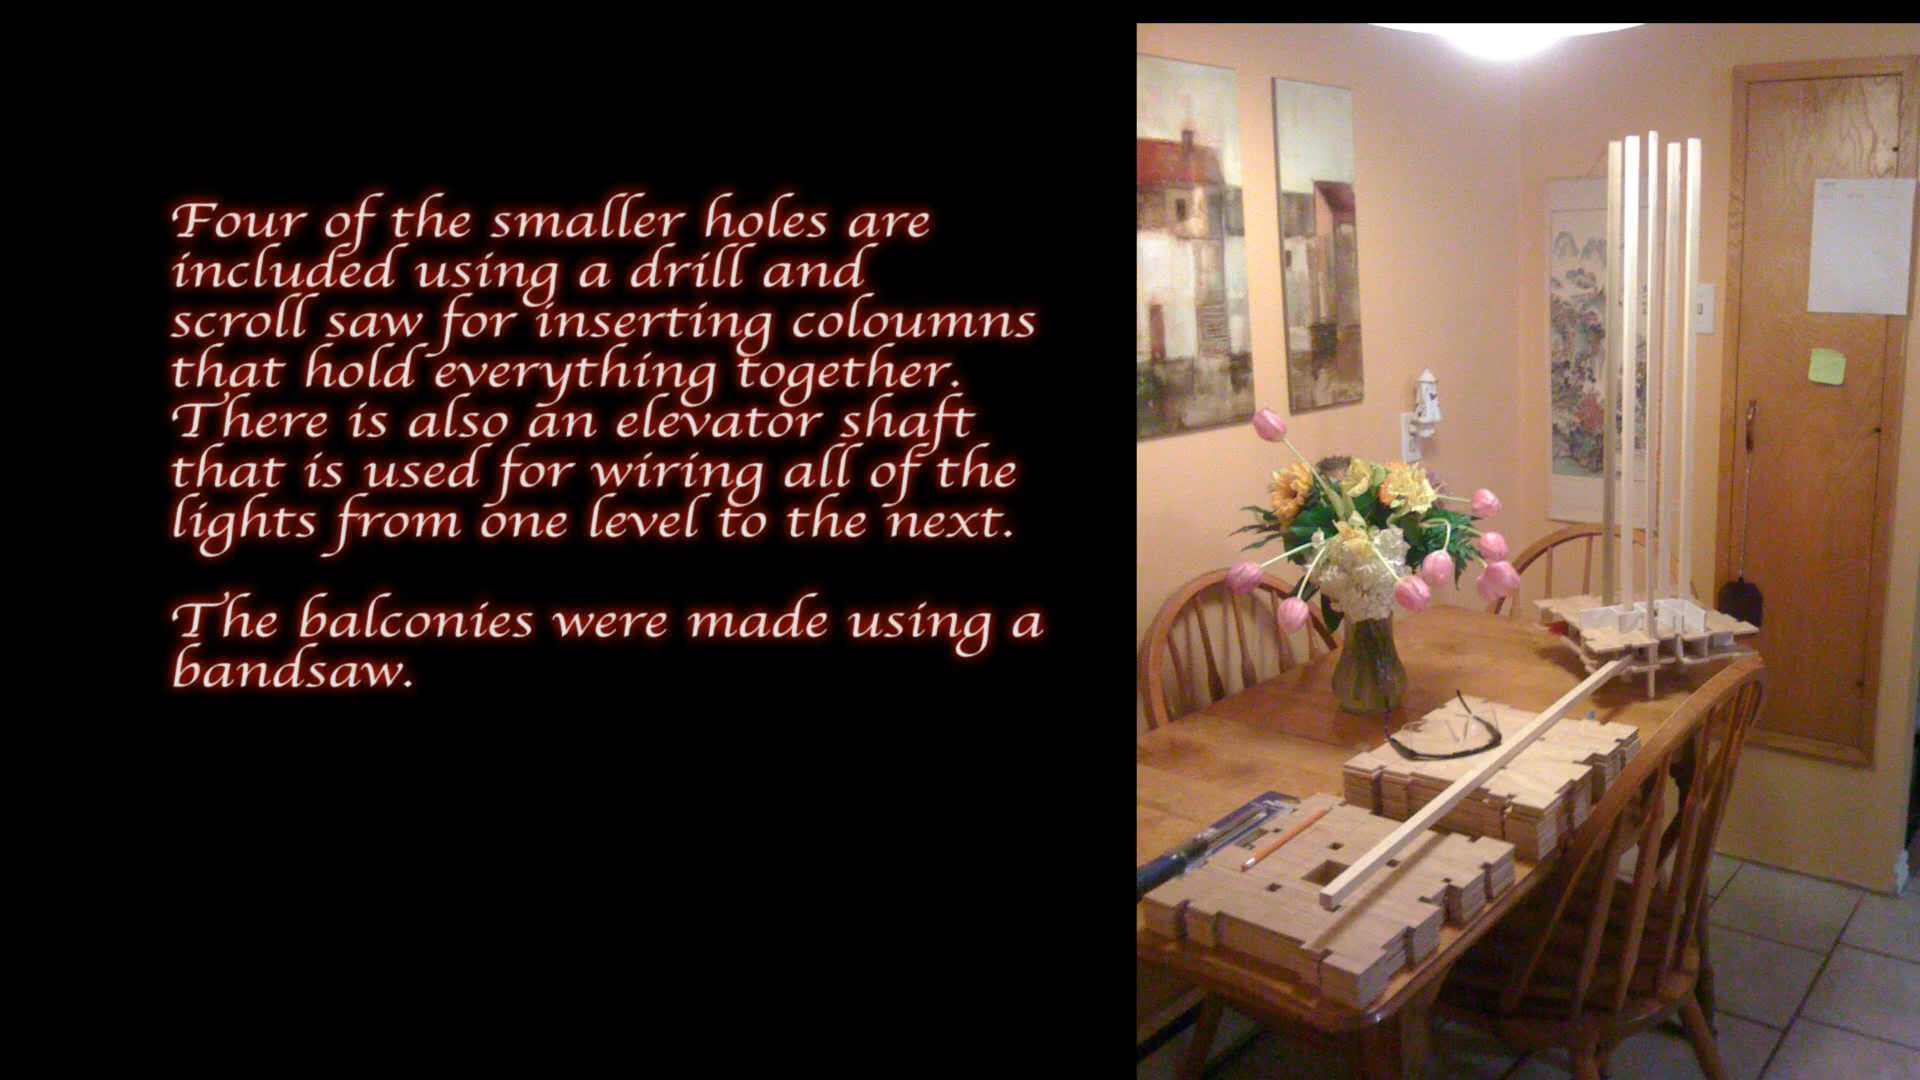 Four of the smaller holes are
included using a drill and
scroll saw for inserting coloumns
that hold everything together.
There is also an elevator shaft
that is used for wiring all of the
lights from one level to the next.
The balconies were made using a
bandsaw.